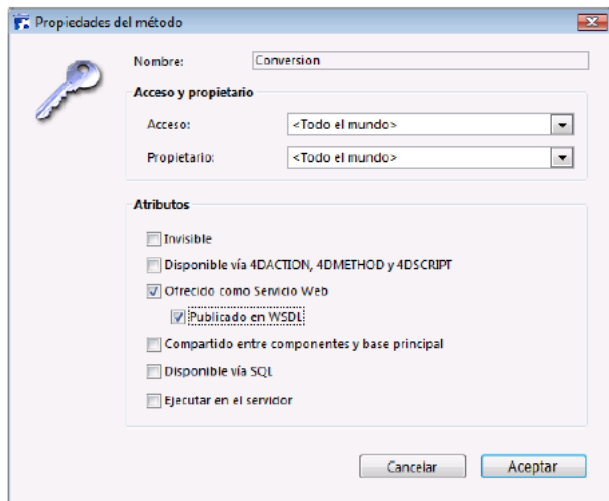 Propiedades del método
Nombre: Conversion
Acceso y propietario
Acceso: <Todo el mundo>
Propietario: <Todo el mundo>
Atributos
Invisible
Disponible vía 4DACTION, 4DMETHOD y 4DSCRIPT
Ofrecido como Servicio Web
Publicado en WSDL
Compartido entre componentes y base principal
Disponible vía SQL
Ejecutar en el servidor
Cancelar Aceptar